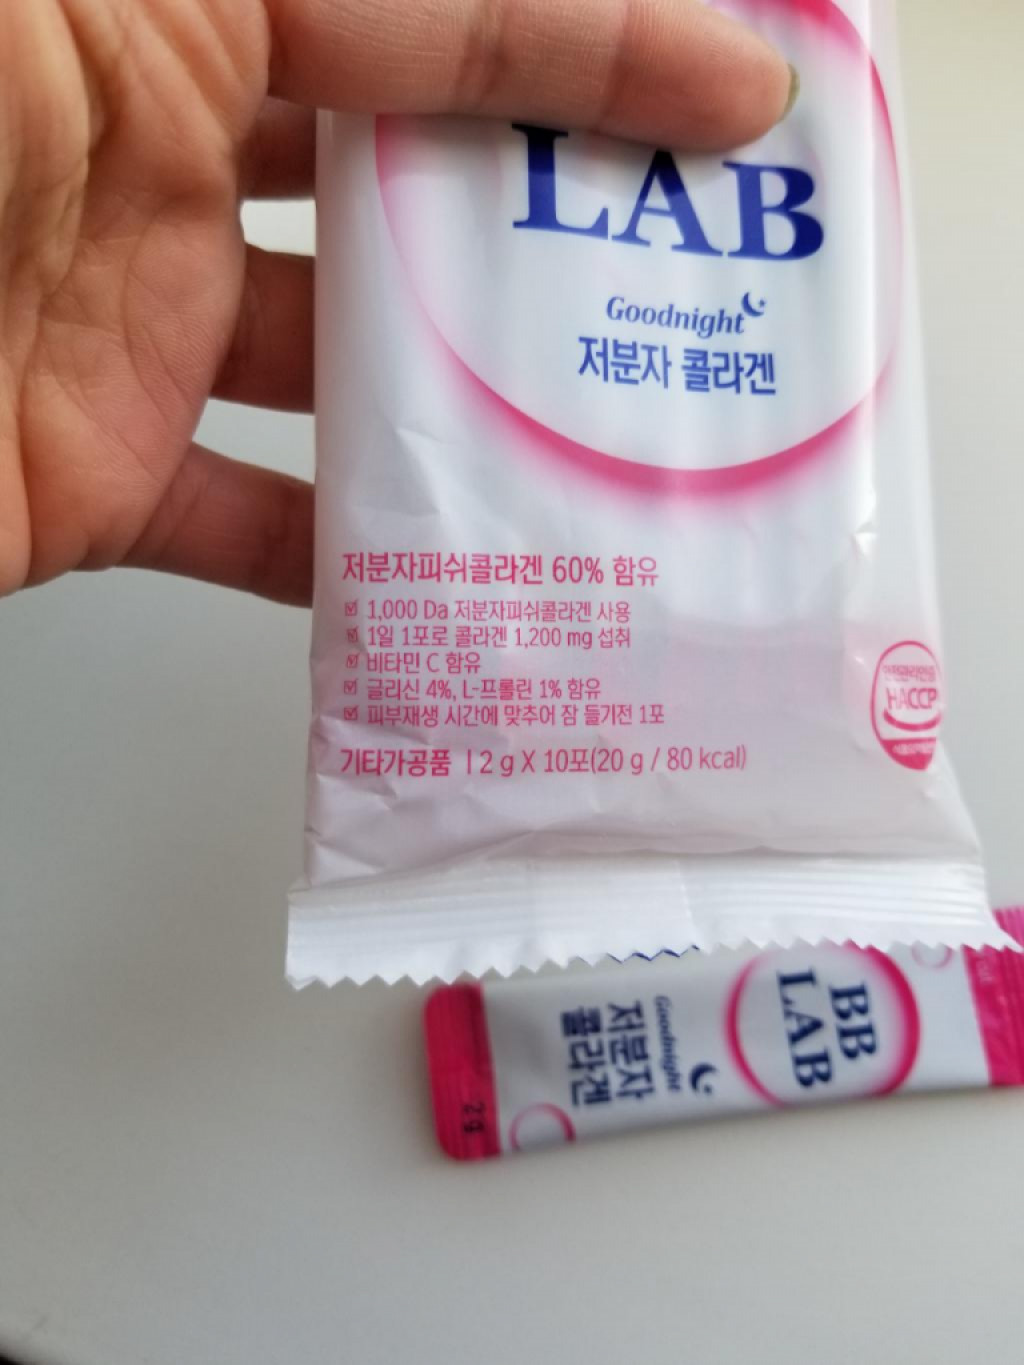 LAB
Goodnight
저분자 콜라겐
저분자피쉬콜라겐 60% 함유
1,000 Da 저분자피쉬콜라겐 사용
1일 1포로 콜라겐 1,200 mg 섭취
비타민 C 함유
글리신 4%, L-프롤린 1% 함유
피부재생 시간에 맞추어 잠 들기전 1포
기타가공품 | 2 g X 10포(20 g / 80 kcal)
HACCP
BB
LAB
Goodnight
저분자
콜라겐
2g